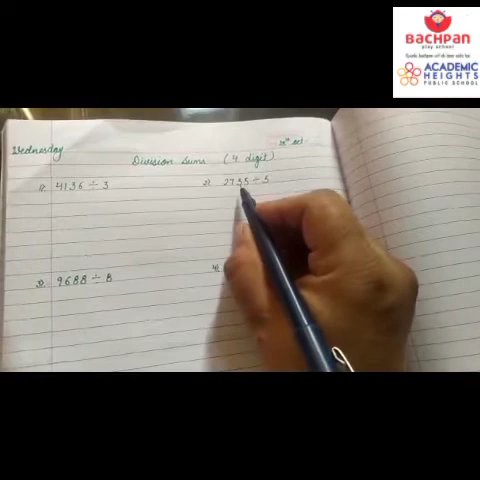 BACHPAN
play school
ACADEMIC
HEIGHTS
PUBLIC SCHOOL
Wednesday
Division sums (4 digit)
1) 4136 ÷ 3
2) 2735 ÷ 5
3) 9688 ÷ 8
4)